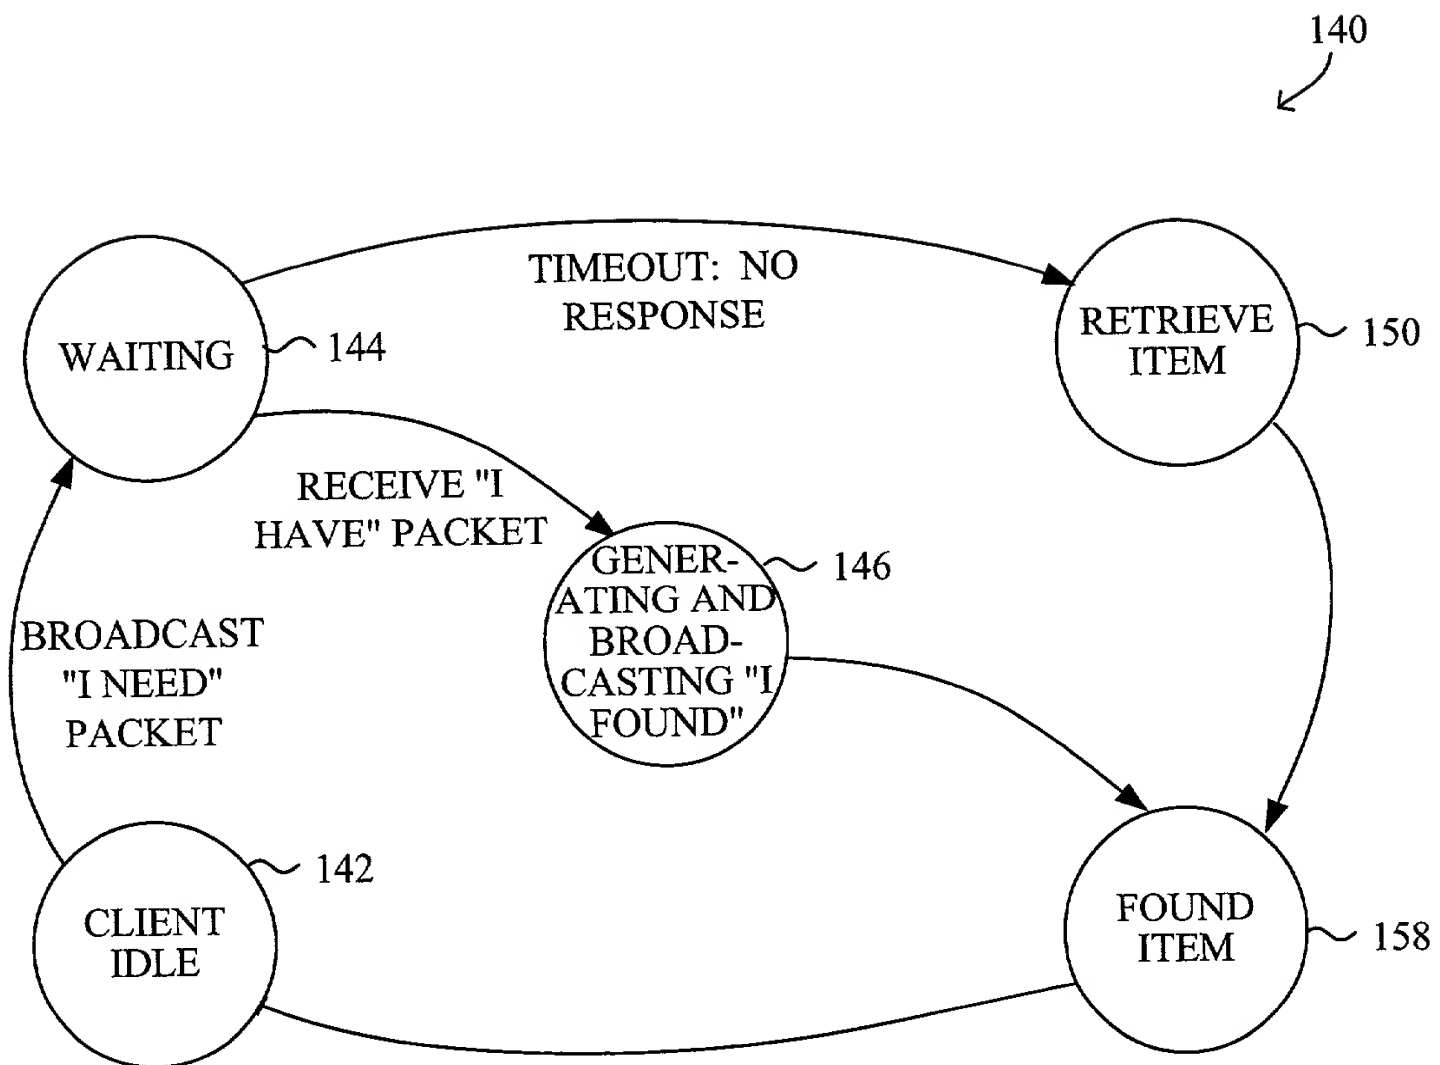 140
TIMEOUT: NO
RESPONSE
WAITING
144
RETRIEVE
ITEM
150
RECEIVE "I
HAVE" PACKET
GENER-
ATING AND
BROAD-
CASTING "I
FOUND"
146
BROADCAST
"I NEED"
PACKET
142
CLIENT
IDLE
FOUND
ITEM
158